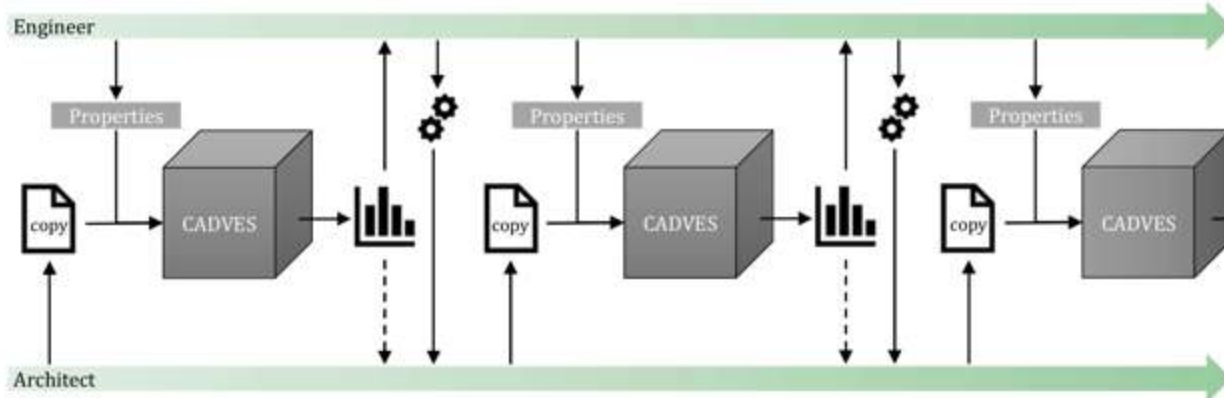 Engineer
Properties
Properties
Properties
copy
CADVES
copy
CADVES
copy
CADVES
Architect